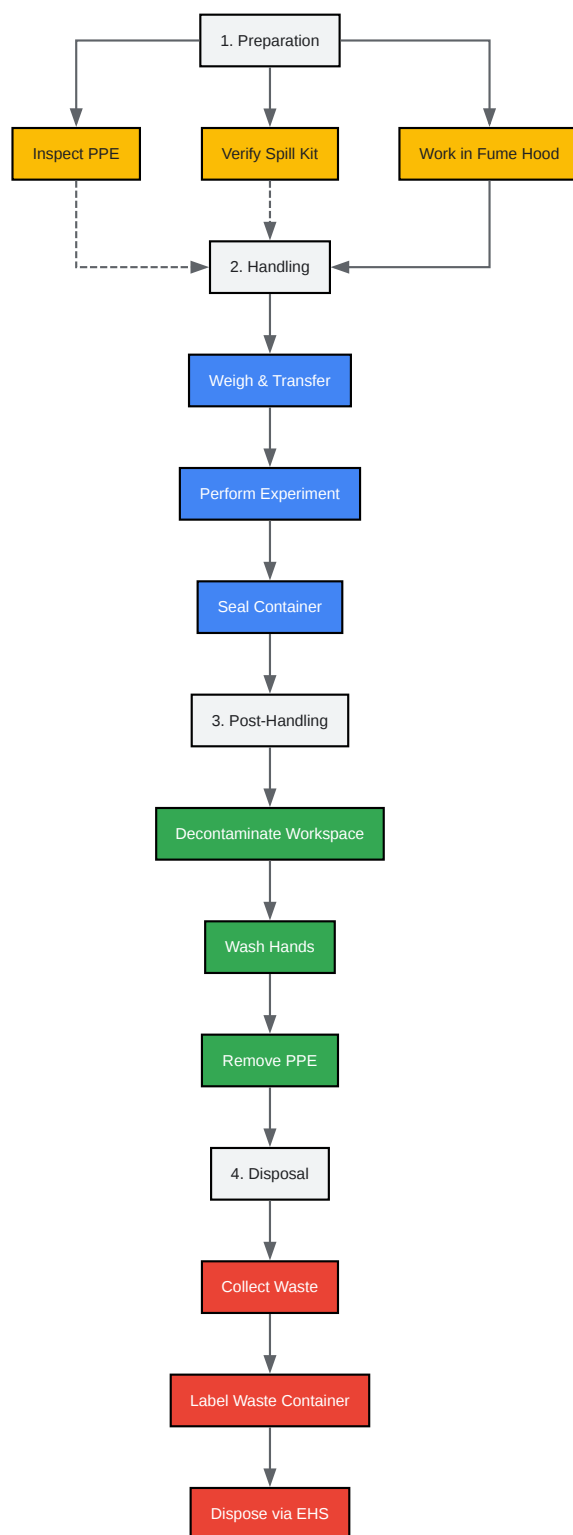 1. Preparation
Inspect PPE
Verify Spill Kit
Work in Fume Hood
2. Handling
Weigh & Transfer
Perform Experiment
Seal Container
3. Post-Handling
Decontaminate Workspace
Wash Hands
Remove PPE
4. Disposal
Collect Waste
Label Waste Container
Dispose via EHS